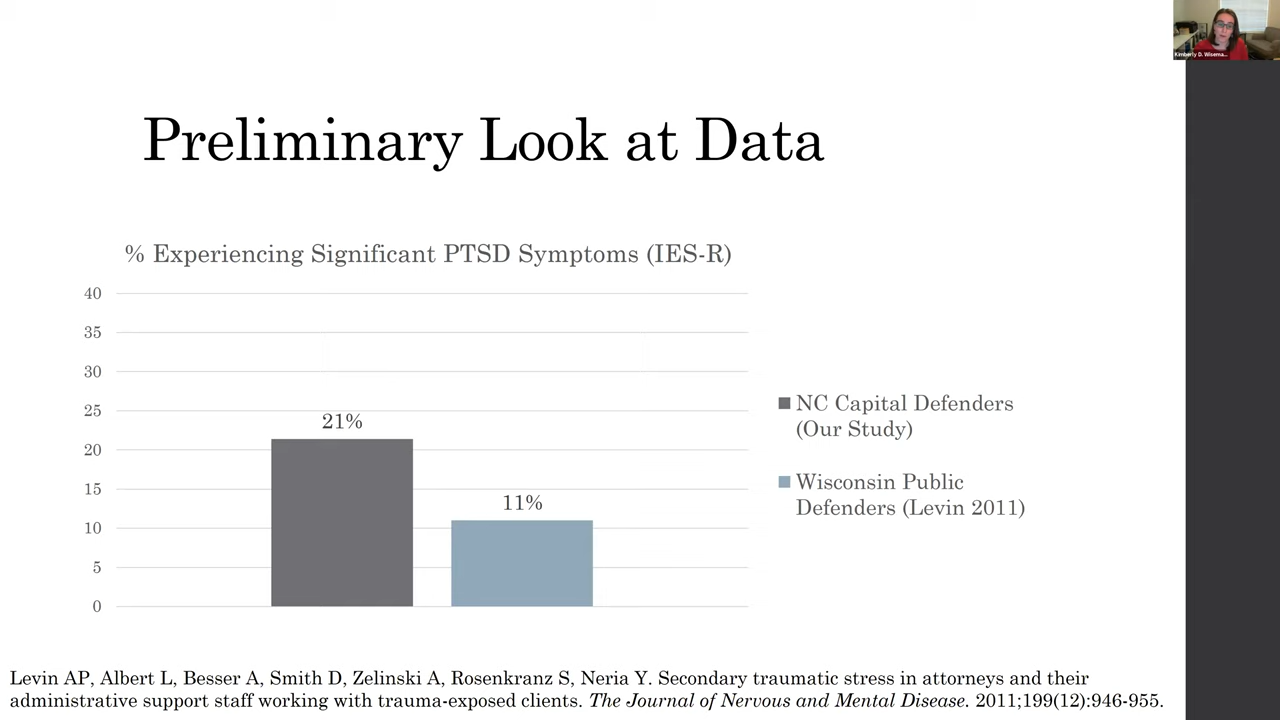 Kimberly D. Wisema...
Preliminary Look at Data
% Experiencing Significant PTSD Symptoms (IES-R)
40
35
30
25
20
15
10
5
0
21%
11%
NC Capital Defenders
(Our Study)
Wisconsin Public
Defenders (Levin 2011)
Levin AP, Albert L, Besser A, Smith D, Zelinski A, Rosenkranz S, Neria Y. Secondary traumatic stress in attorneys and their
administrative support staff working with trauma-exposed clients. The Journal of Nervous and Mental Disease. 2011;199(12):946-955.